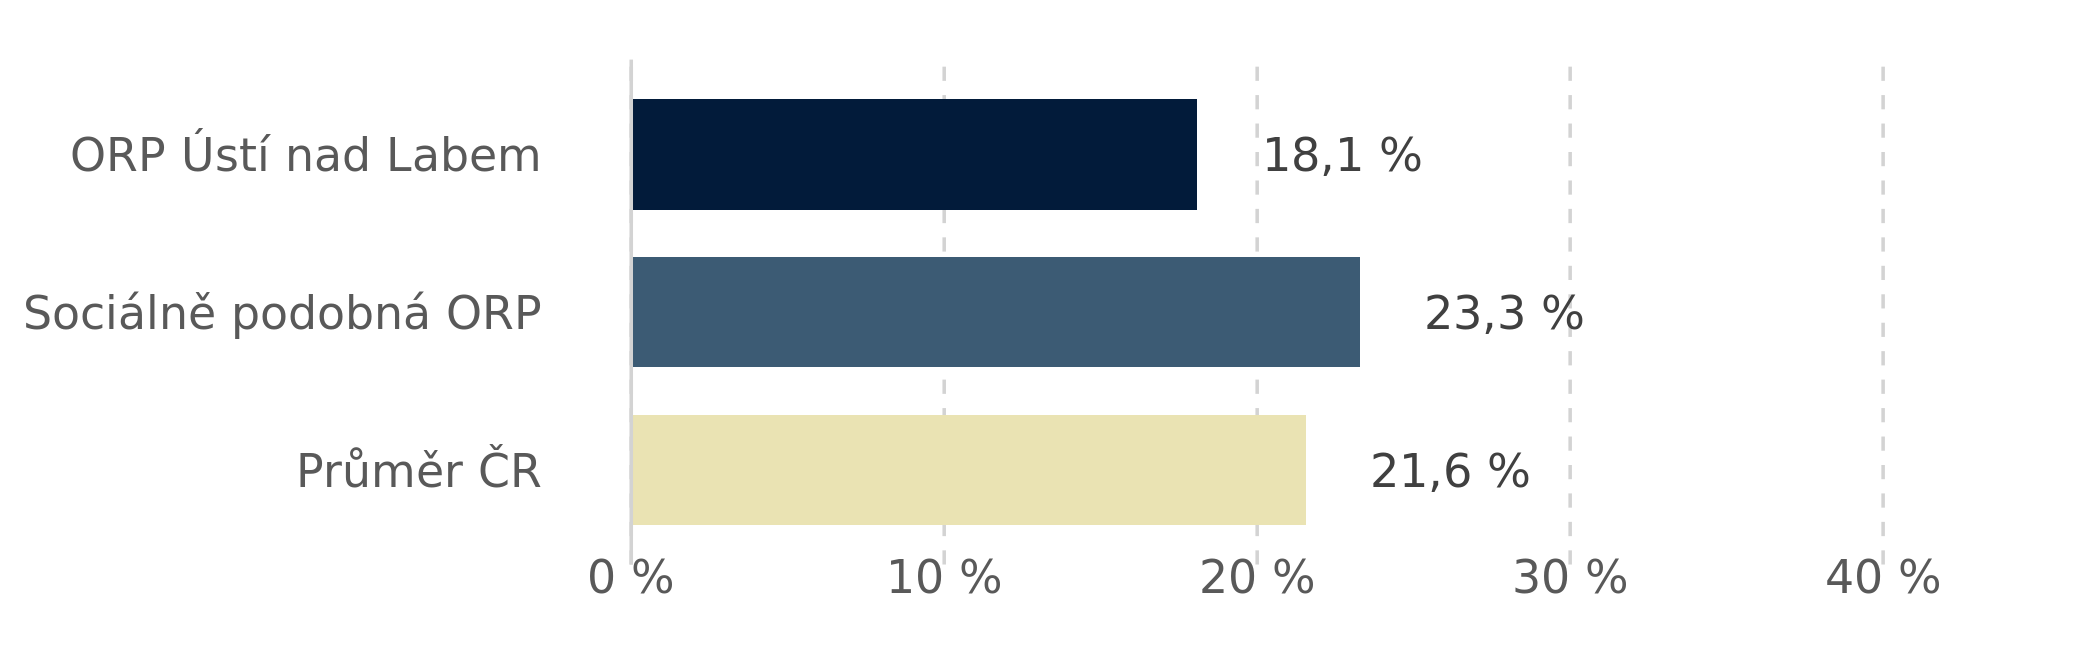 ORP Ústí nad Labem
18,1 %
Sociálně podobná ORP
23,3 %
Průměr ČR
21,6 %
0 % 10 % 20 % 30 % 40 %